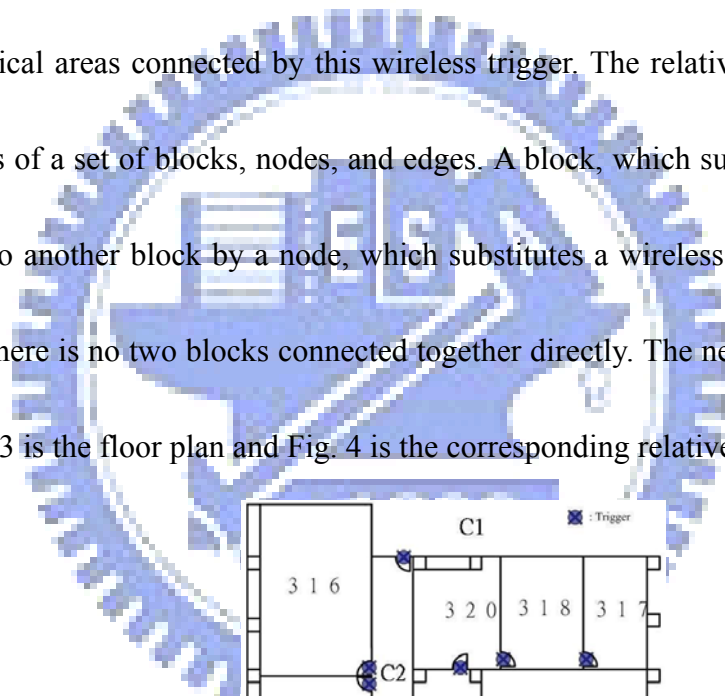 ical areas connected by this wireless trigger. The relativ
s of a set of blocks, nodes, and edges. A block, which su
o another block by a node, which substitutes a wireless
here is no two blocks connected together directly. The ne
3 is the floor plan and Fig. 4 is the corresponding relative
C1
: Trigger
3 1 6
3 2 0
3 1 8
3 1 7
C2
E S A